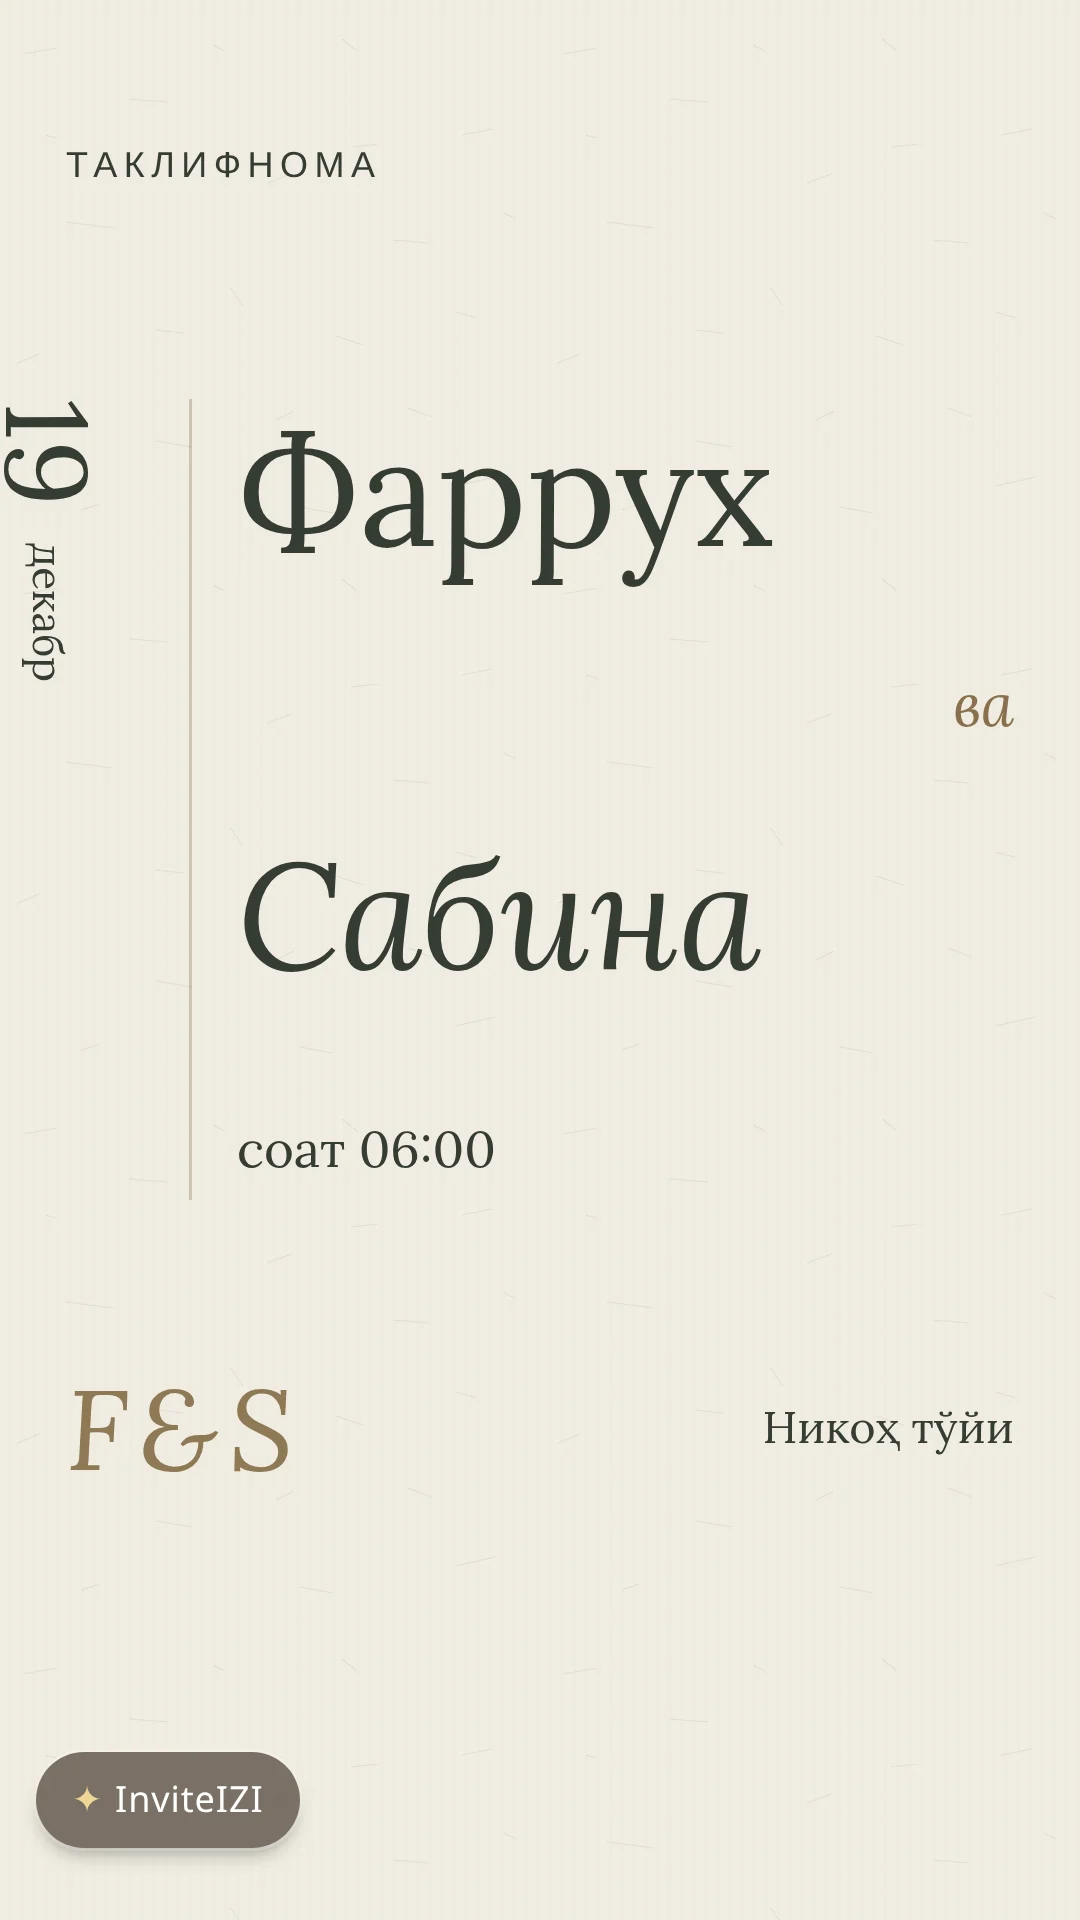 ТАКЛИФНОМА
19 декабр
Фаррух
ва
Сабина
соат 06:00
F & S
Никоҳ тўйи
✦ InviteIZI